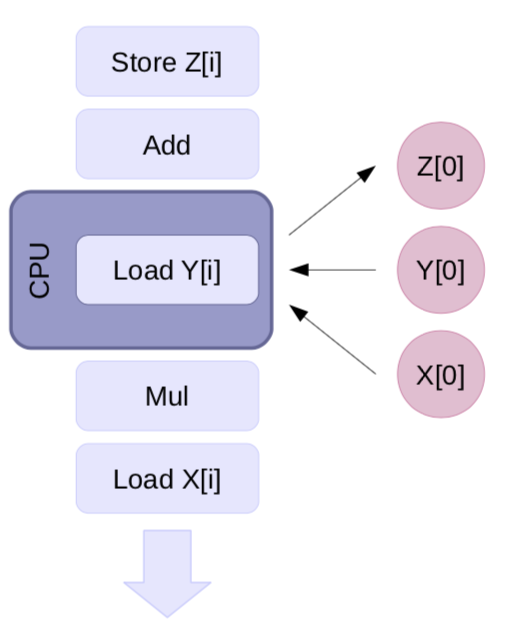 Store Z[i]
Add
Z[0]
CPU
Load Y[i]
Y[0]
X[0]
Mul
Load X[i]